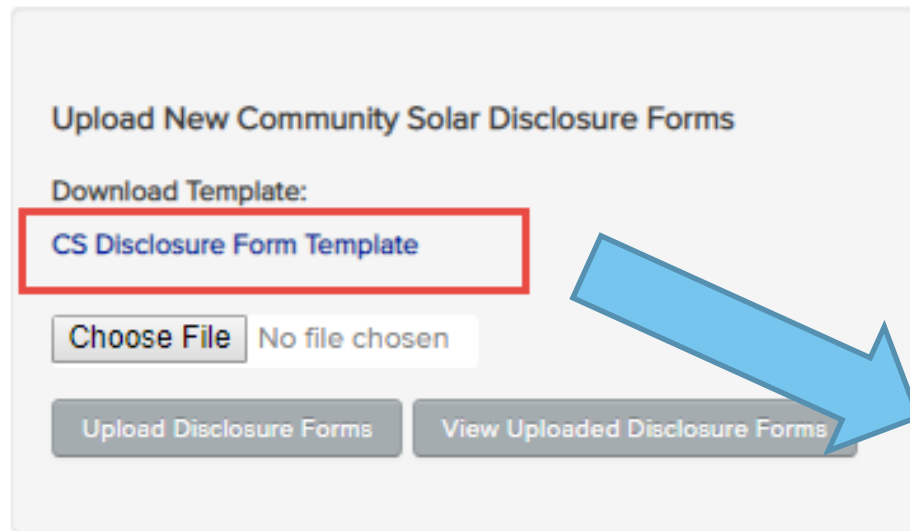 Upload New Community Solar Disclosure Forms
Download Template:
CS Disclosure Form Template
Choose File No file chosen
Upload Disclosure Forms View Uploaded Disclosure Forms